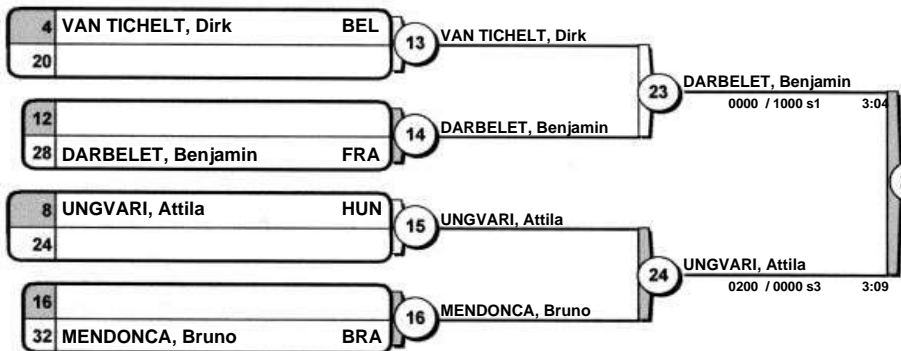 4 VAN TICHELT, Dirk BEL
20
13 VAN TICHELT, Dirk
12
28 DARBELET, Benjamin FRA
14 DARBELET, Benjamin
23 DARBELET, Benjamin
0000 / 1000 s1 3:04
8 UNGVARI, Attila HUN
24
15 UNGVARI, Attila
16
32 MENDONCA, Bruno BRA
16 MENDONCA, Bruno
24 UNGVARI, Attila
0200 / 0000 s3 3:09